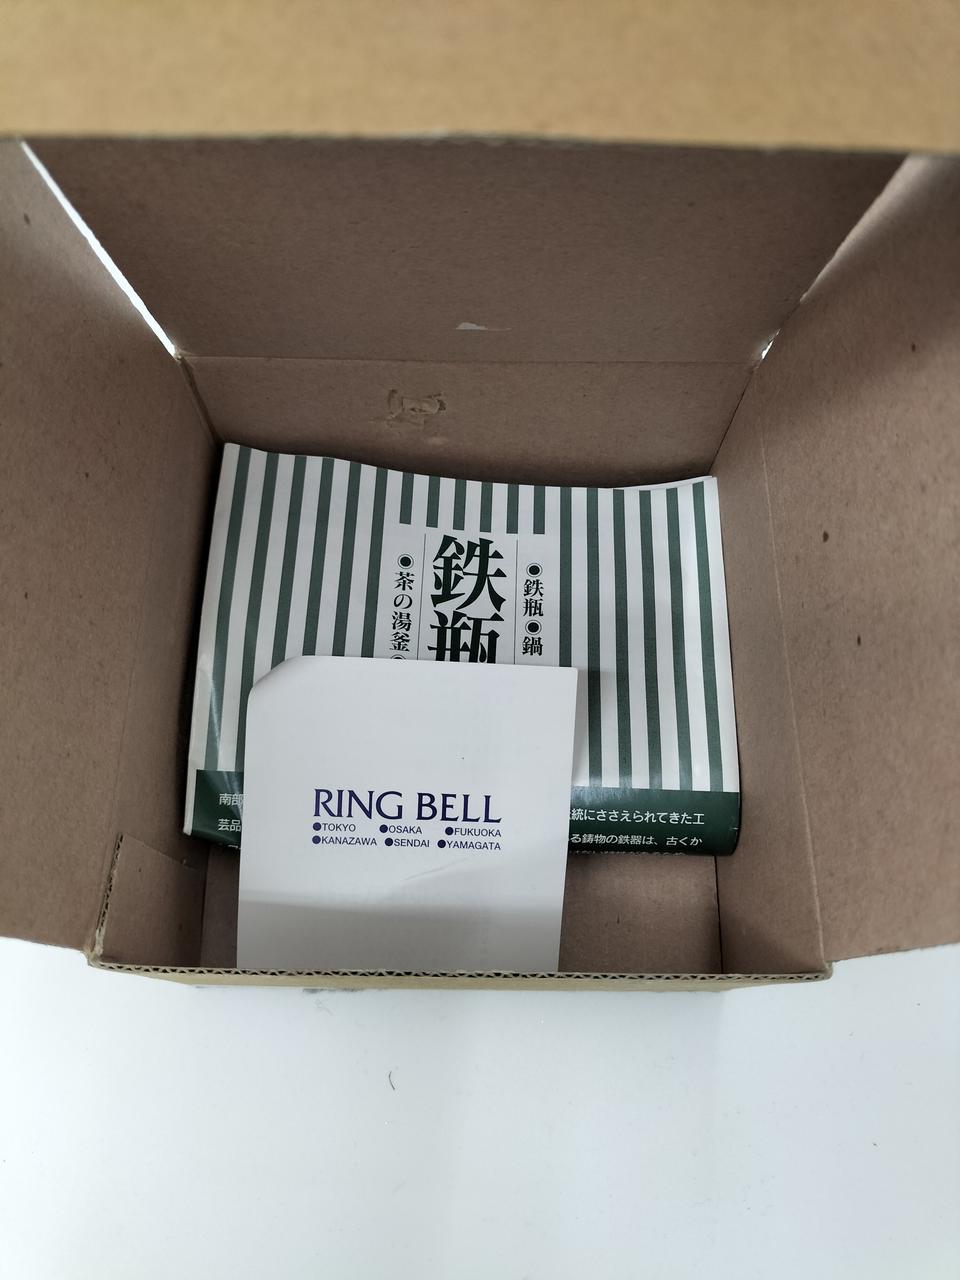 鉄瓶
●鉄瓶●鍋
●茶の湯釜●
RING BELL
●TOKYO ●OSAKA ●FUKUOKA
●KANAZAWA ●SENDAI ●YAMAGATA
南部
統にささえられてきた工
芸品
る鋳物の鉄器は、古くか